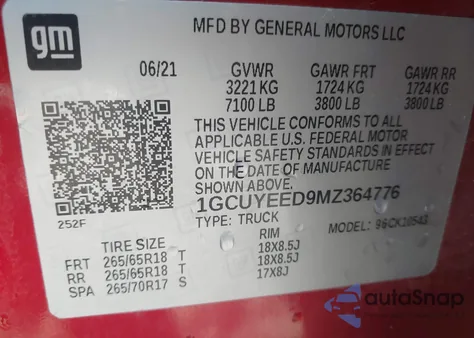 gm
MFD BY GENERAL MOTORS LLC
06/21 GVWR GAWR FRT GAWR RR
3221 KG 1724 KG 1724 KG
7100 LB 3800 LB 3800 LB
THIS VEHICLE CONFORMS TO ALL
APPLICABLE U.S. FEDERAL MOTOR
VEHICLE SAFETY STANDARDS IN EFFECT
ON THE DATE OF MANUFACTURE
SHOWN ABOVE.
1GCUYEED9MZ364776
TYPE: TRUCK MODEL:
252F
TIRE SIZE RIM
FRT 265/65R18 T 18X8.5J
RR 265/65R18 T 18X8.5J
SPA 265/70R17 S 17X8J
autoSnap